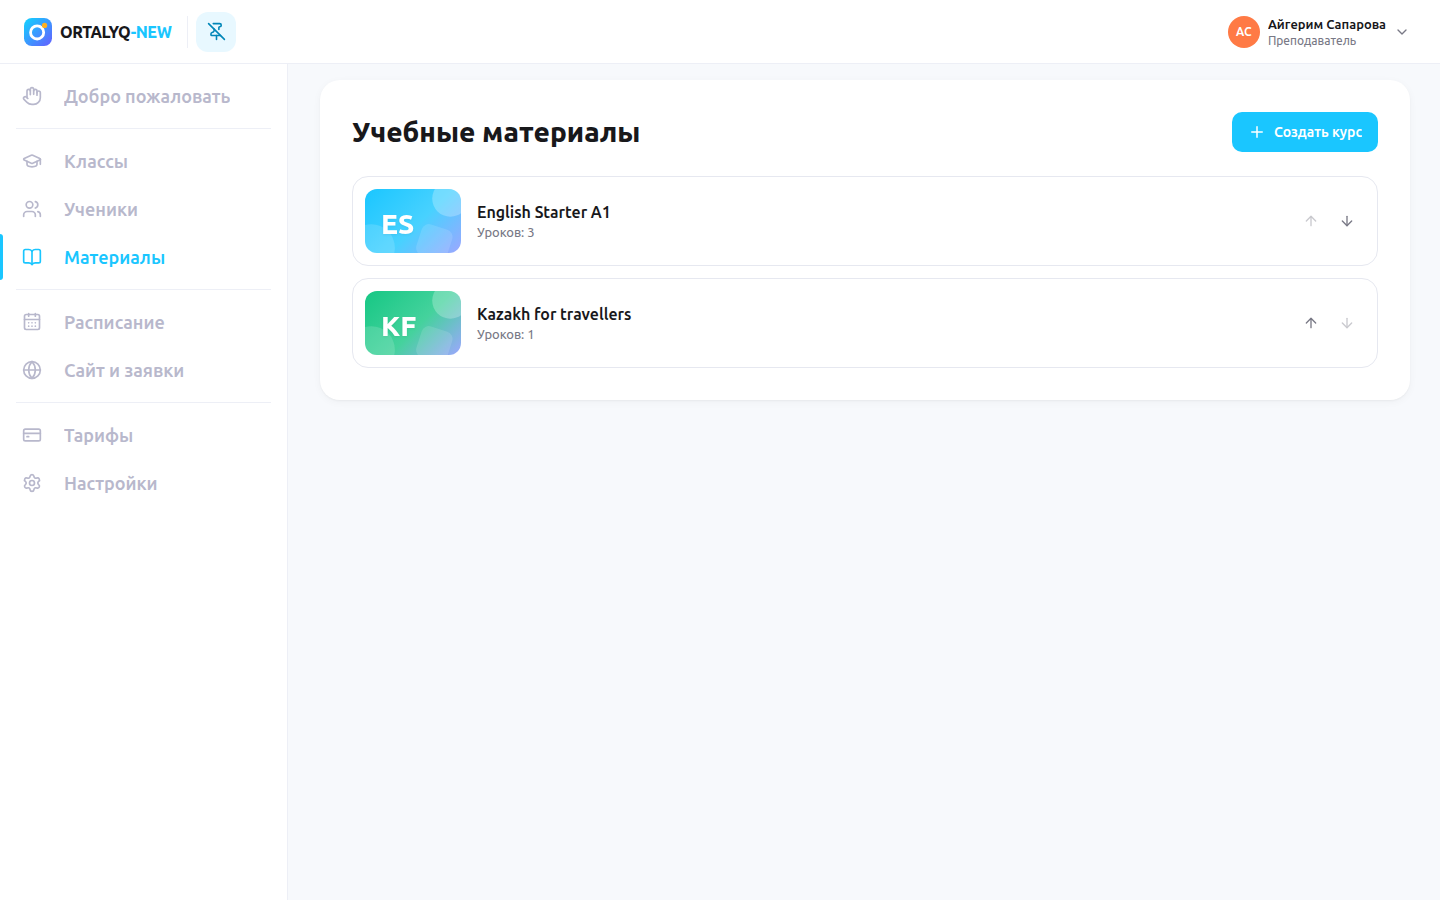 ORTALYQ-NEW
АС
Айгерим Сапарова
Преподаватель
Добро пожаловать
Классы
Ученики
Материалы
Расписание
Сайт и заявки
Тарифы
Настройки
Учебные материалы
Создать курс
ES
English Starter A1
Уроков: 3
KF
Kazakh for travellers
Уроков: 1